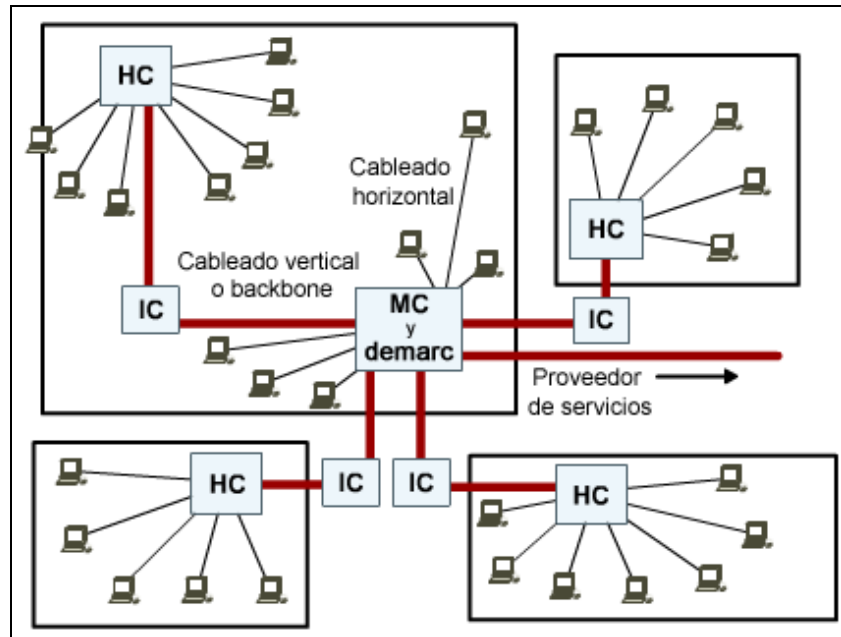 HC
Cableado
horizontal
HC
Cableado vertical
o backbone
IC
MC
y
demarc
IC
Proveedor
de servicios
HC
IC
IC
HC